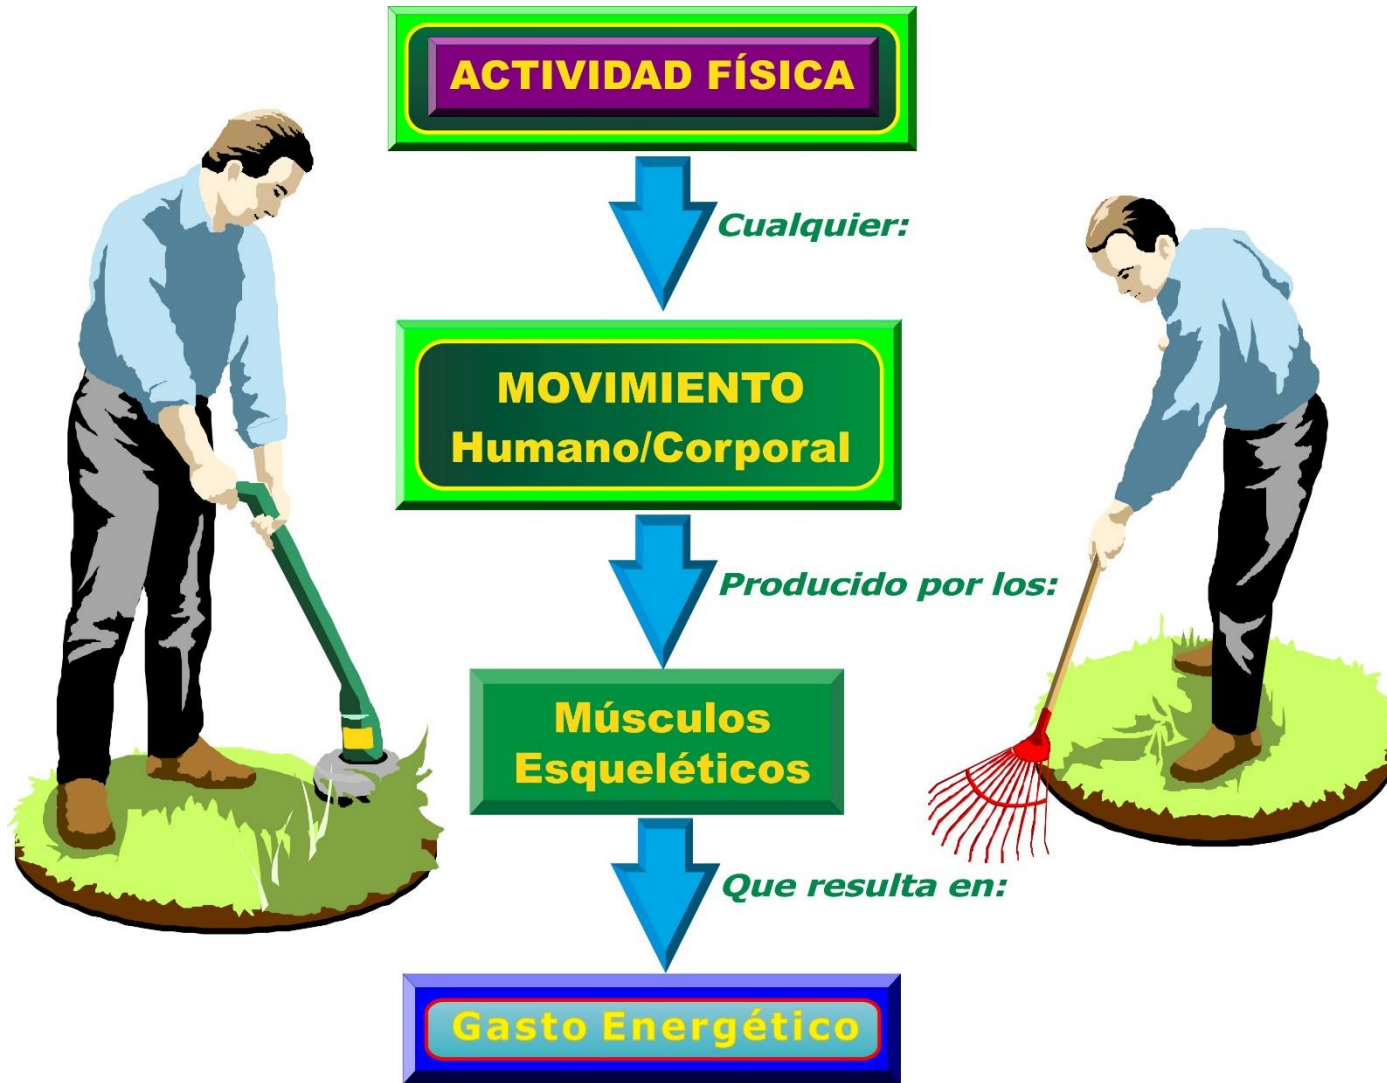 ACTIVIDAD FÍSICA
Cualquier:
MOVIMIENTO
Humano/Corporal
Producido por los:
Músculos
Esqueléticos
Que resulta en:
Gasto Energético